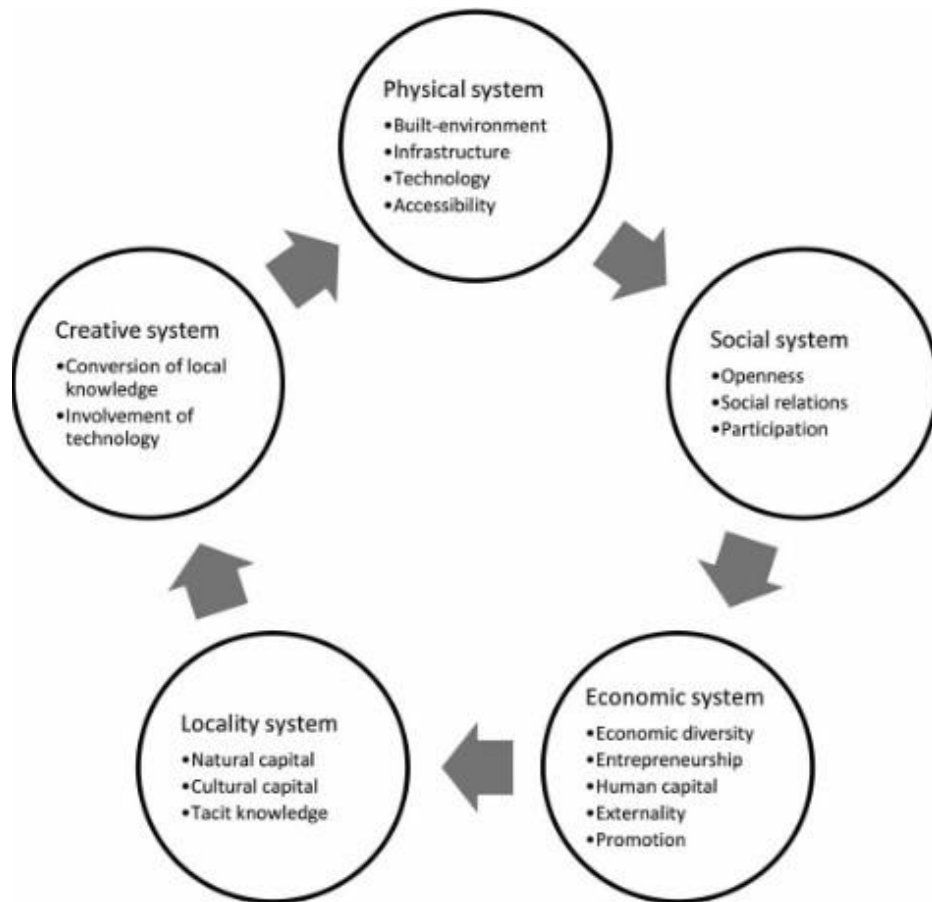 Physical system
•Built-environment
•Infrastructure
•Technology
•Accessibility
Social system
•Openness
•Social relations
•Participation
Economic system
•Economic diversity
•Entrepreneurship
•Human capital
•Externality
•Promotion
Locality system
•Natural capital
•Cultural capital
•Tacit knowledge
Creative system
•Conversion of local
knowledge
•Involvement of
technology